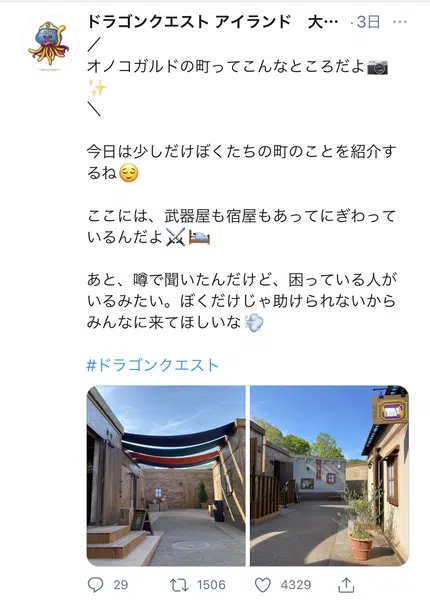 ドラゴンクエスト アイランド　大… ·3日 …
／
オノコガルドの町ってこんなところだよ📷
✨
＼
今日は少しだけぼくたちの町のことを紹介す
るね😌
ここには、武器屋も宿屋もあってにぎわって
いるんだよ⚔️🛌
あと、噂で聞いたんだけど、困っている人が
いるみたい。ぼくだけじゃ助けられないから
みんなに来てほしいな💨
#ドラゴンクエスト
29 1506 4329